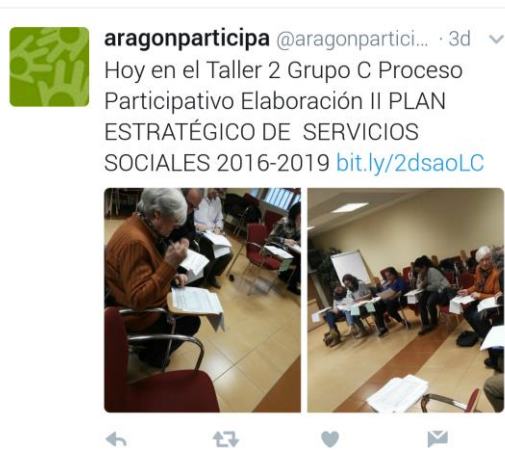 aragonparticipa @aragonpartici... · 3d
Hoy en el Taller 2 Grupo C Proceso
Participativo Elaboración II PLAN
ESTRATÉGICO DE SERVICIOS
SOCIALES 2016-2019 bit.ly/2dsaoLC